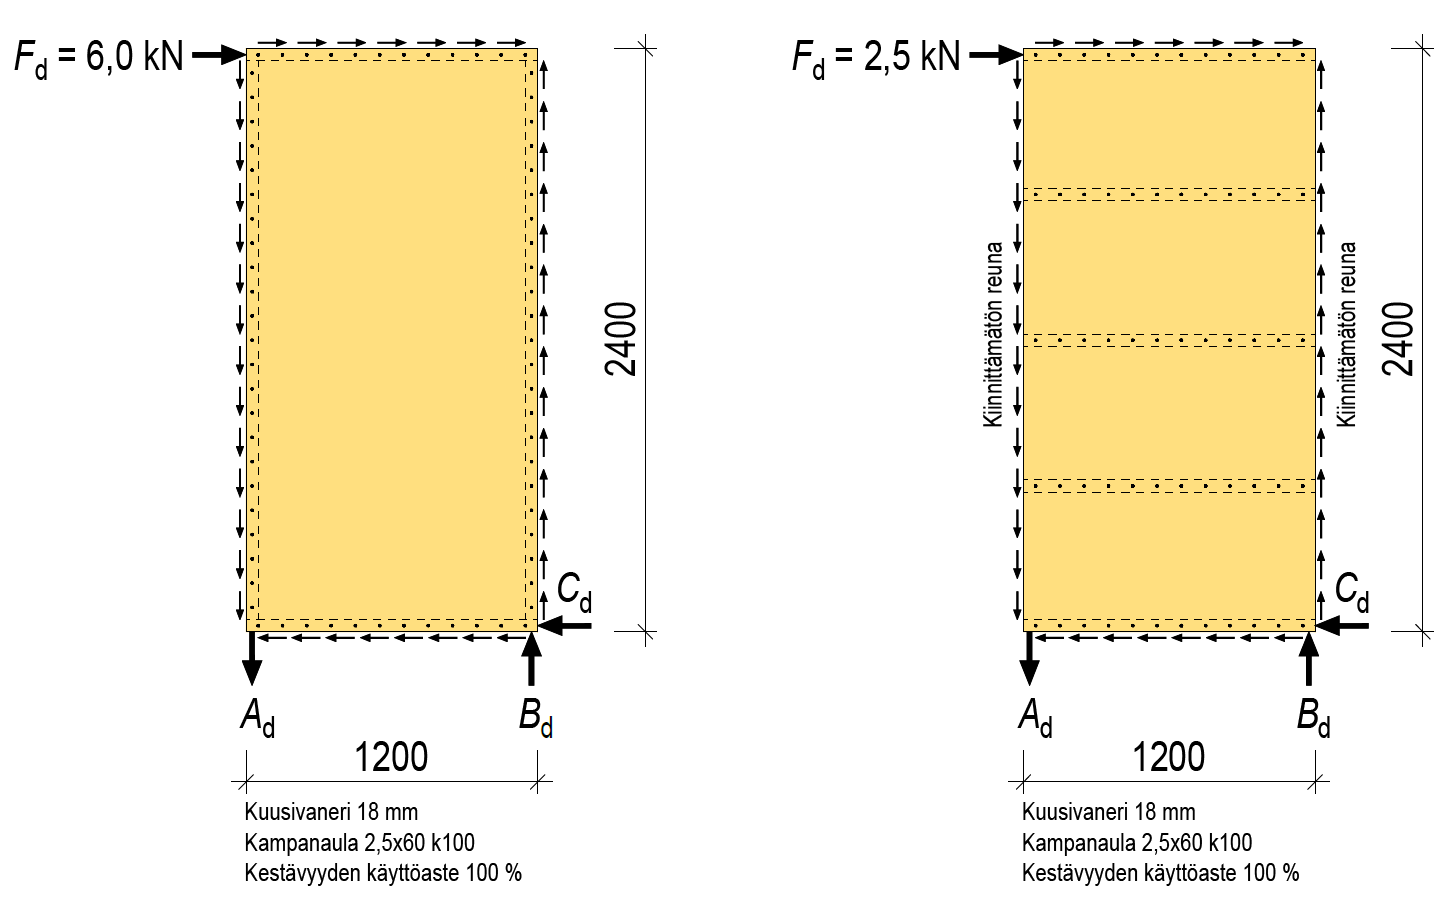 Fd = 6,0 kN
2400
Cd
Ad
Bd
1200
Kuusivaneri 18 mm
Kampanaula 2,5x60 k100
Kestävyyden käyttöaste 100 %
Fd = 2,5 kN
Kiinnittämätön reuna
Kiinnittämätön reuna
2400
Cd
Ad
Bd
1200
Kuusivaneri 18 mm
Kampanaula 2,5x60 k100
Kestävyyden käyttöaste 100 %